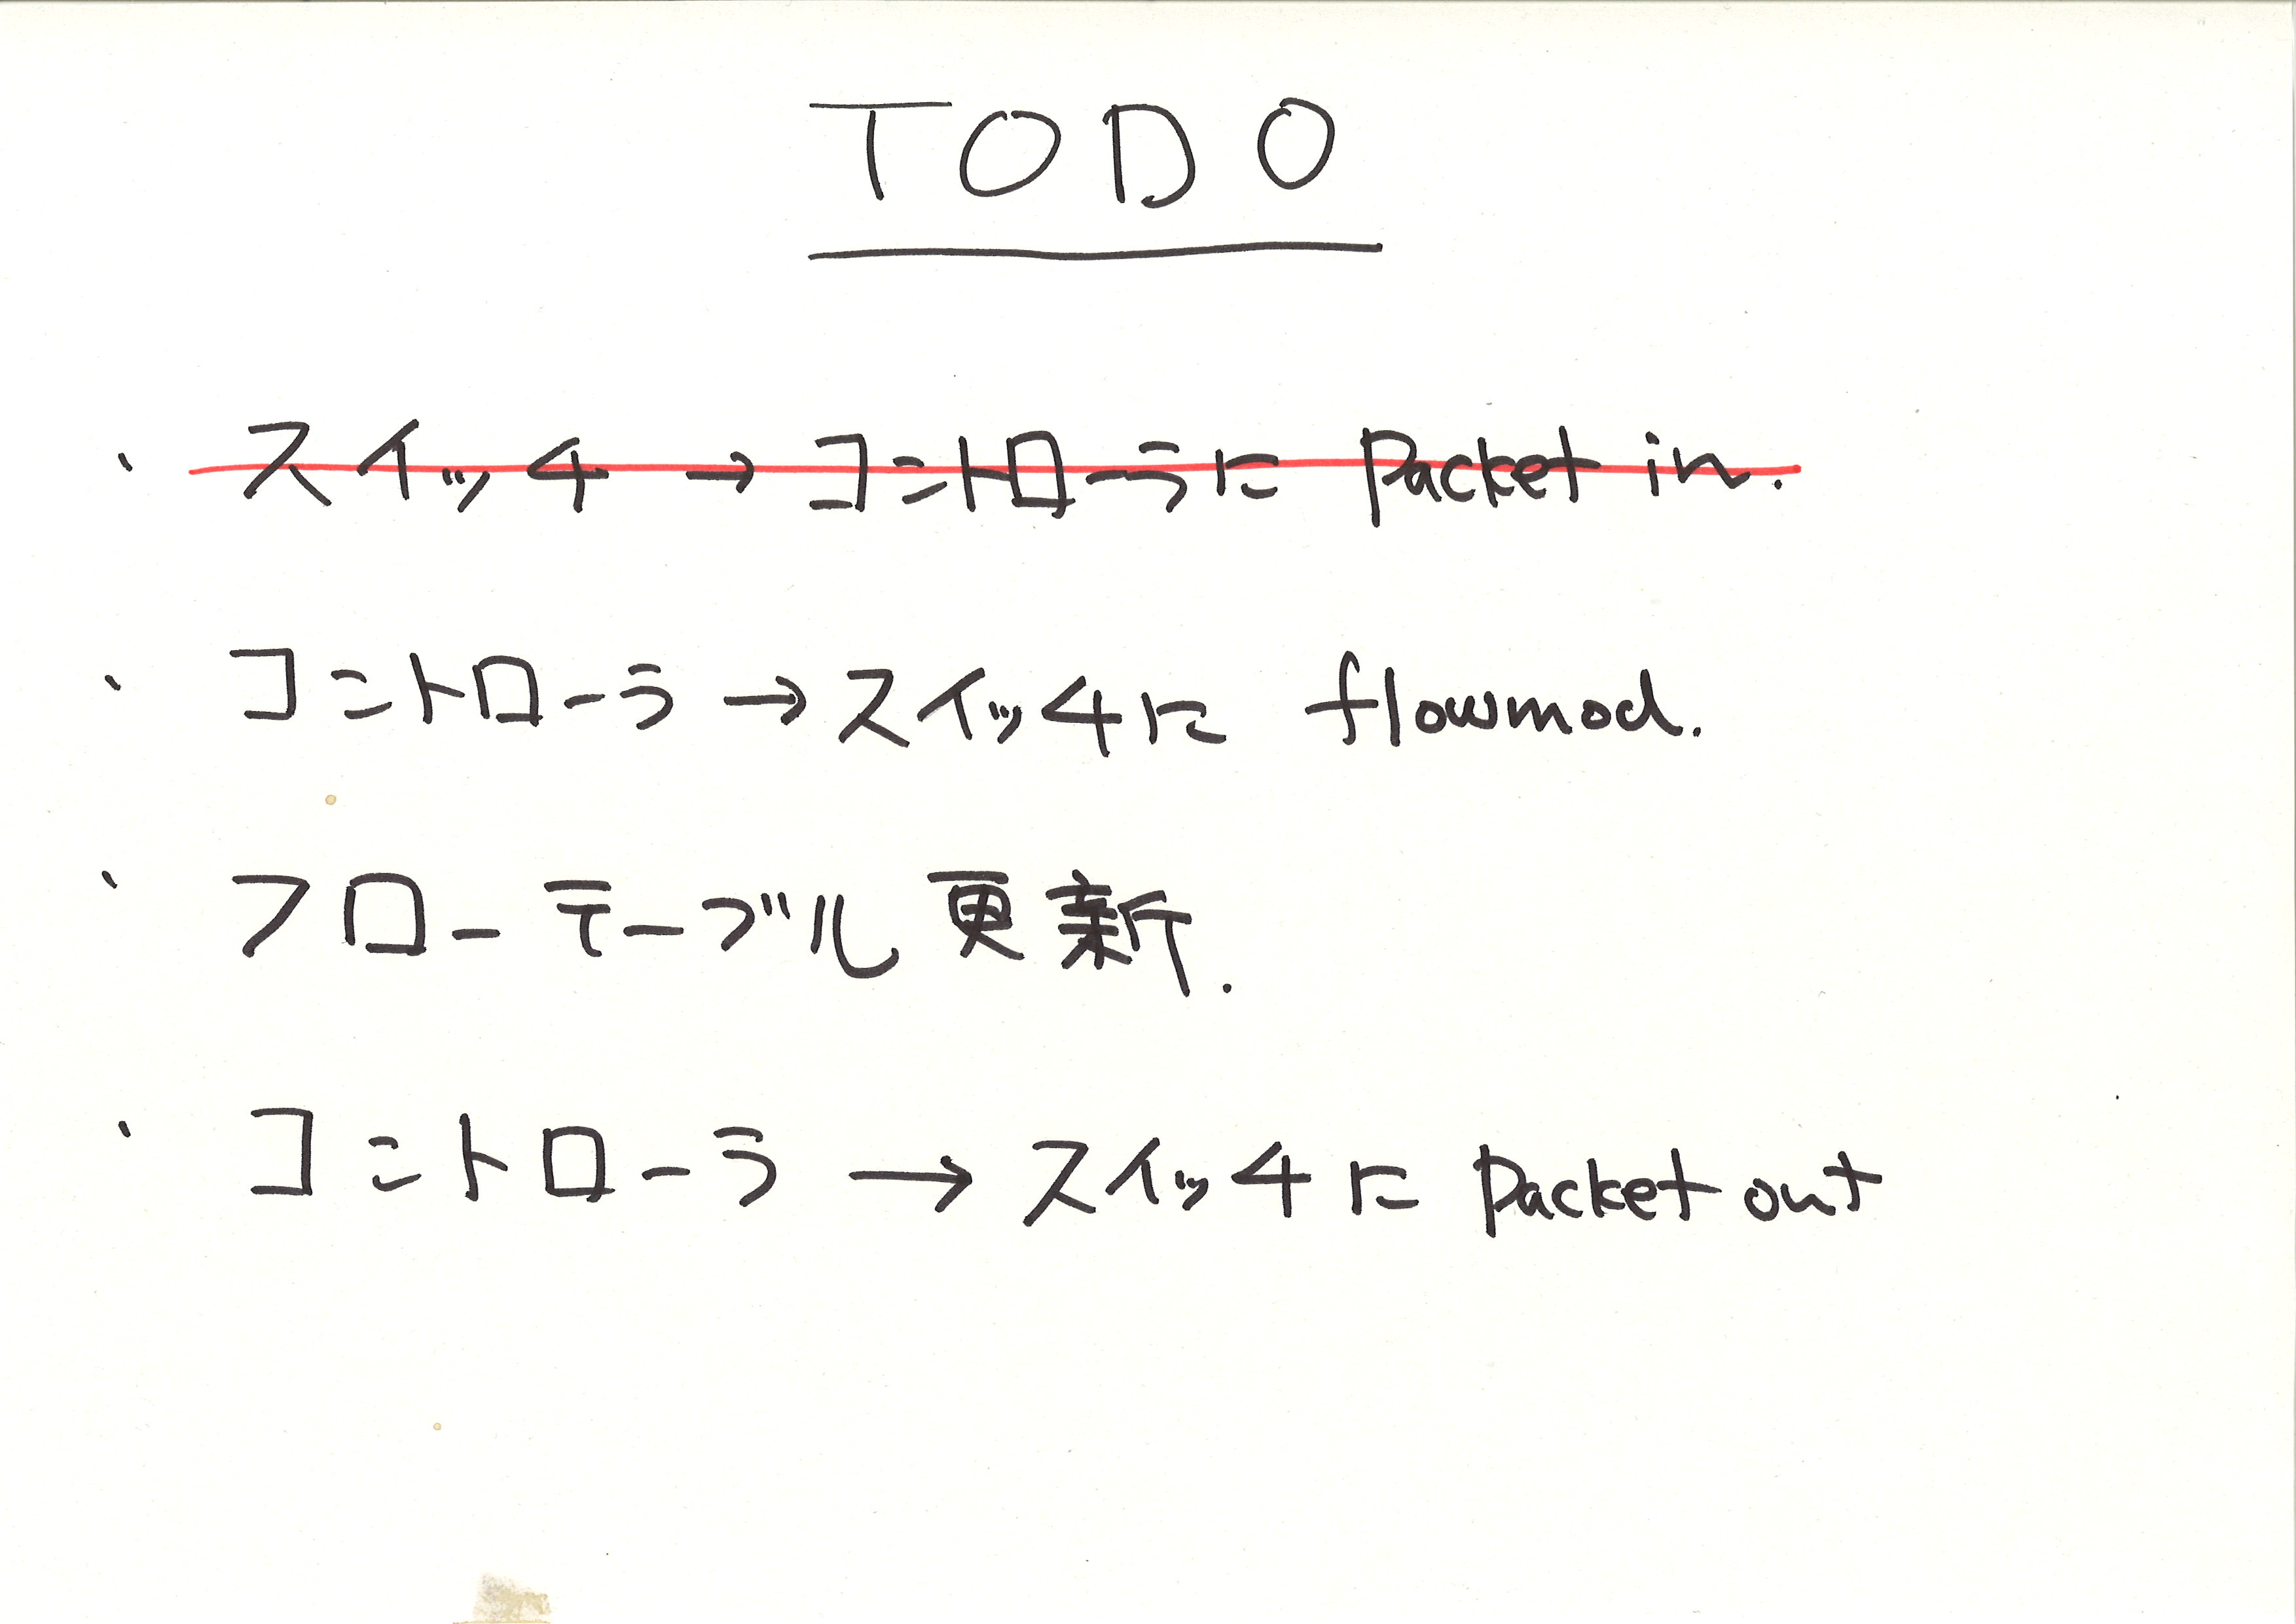 TODO
・ スイッチ → コントローラに Packet in.
・ コントローラ → スイッチに flowmod.
・ フローテーブル更新.
・ コントローラ → スイッチに Packet out